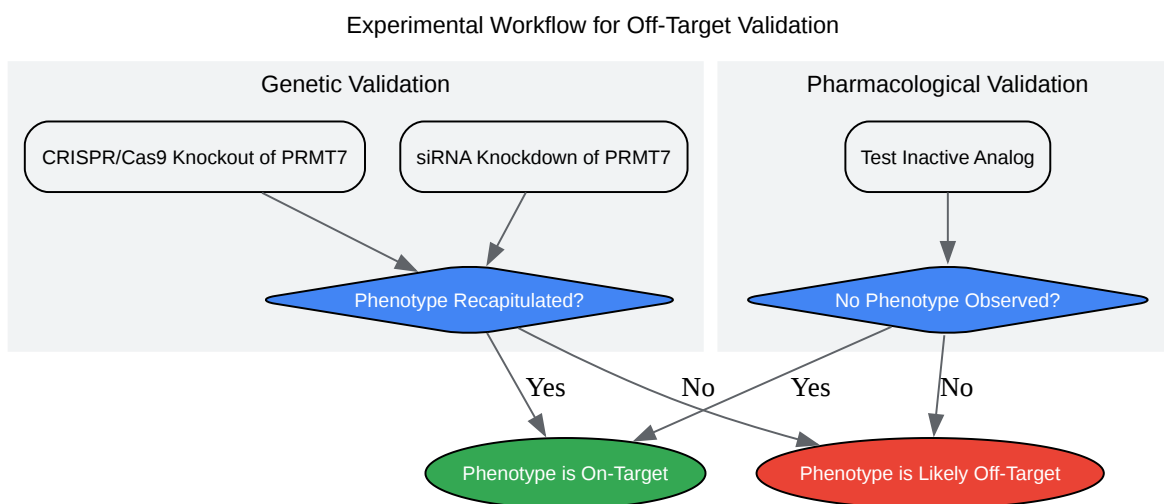 Experimental Workflow for Off-Target Validation
Genetic Validation
Pharmacological Validation
CRISPR/Cas9 Knockout of PRMT7
siRNA Knockdown of PRMT7
Test Inactive Analog
Phenotype Recapitulated?
No Phenotype Observed?
Yes
No
Yes
No
Phenotype is On-Target
Phenotype is Likely Off-Target